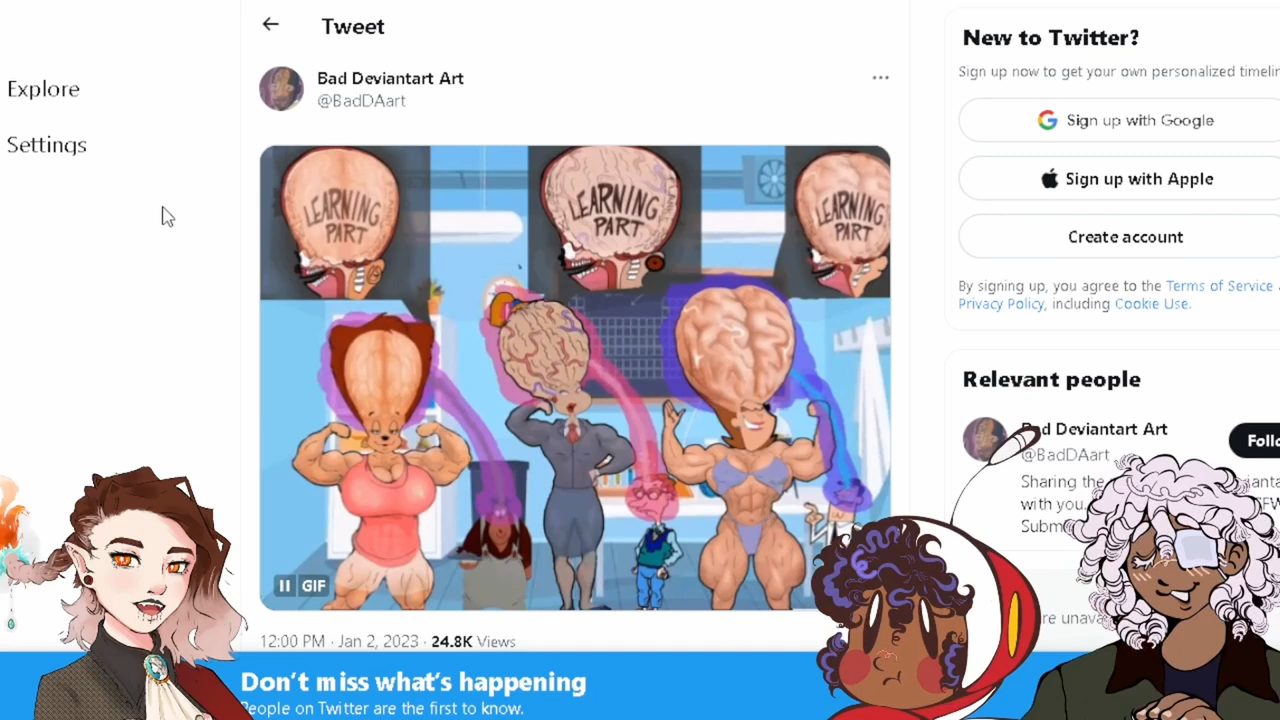 Tweet
Explore
Settings
Bad Deviantart Art
@BadDAart
LEARNING
PART
LEARNING
PART
LEARNING
PART
GIF
12:00 PM · Jan 2, 2023 · 24.8K Views
New to Twitter?
Sign up now to get your own personalized
Sign up with Google
Sign up with Apple
Create account
By signing up, you agree to the Terms of Service
Privacy Policy, including Cookie Use.
Relevant people
Bad Deviantart Art
@BadDAart
Sharing the
with you.
Don't miss what's happening
People on Twitter are the first to know.